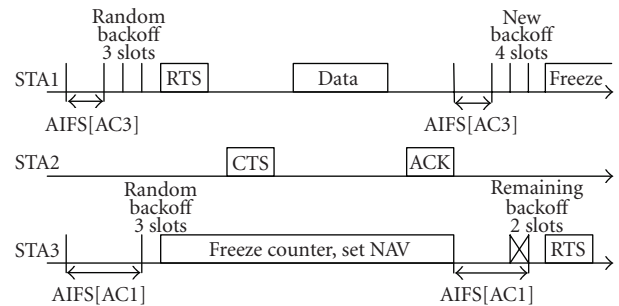 Random
backoff
3 slots
New
backoff
4 slots
STA1
RTS
Data
Freeze
AIFS[AC3]
AIFS[AC3]
STA2
CTS
ACK
Random
backoff
3 slots
Remaining
backoff
2 slots
STA3
Freeze counter, set NAV
RTS
AIFS[AC1]
AIFS[AC1]